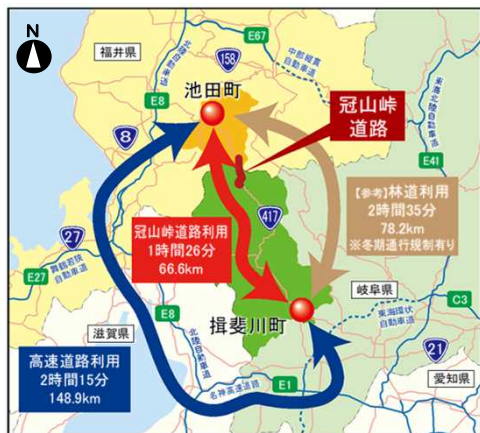 N
福井県
北陸自動車道
158
E67
中部縦貫
自動車道
池田町
E8
8
冠山峠
道路
東海北陸自動車道
E41
【参考】林道利用
2時間35分
78.2km
※冬期通行規制有り
417
冠山峠道路利用
1時間26分
66.6km
27
舞鶴若狭
自動車道
E27
岐阜県
揖斐川町
東海環状
自動車道
C3
滋賀県
E8
北陸自動車道
高速道路利用
2時間15分
148.9km
名神高速道路
E1
21
愛知県